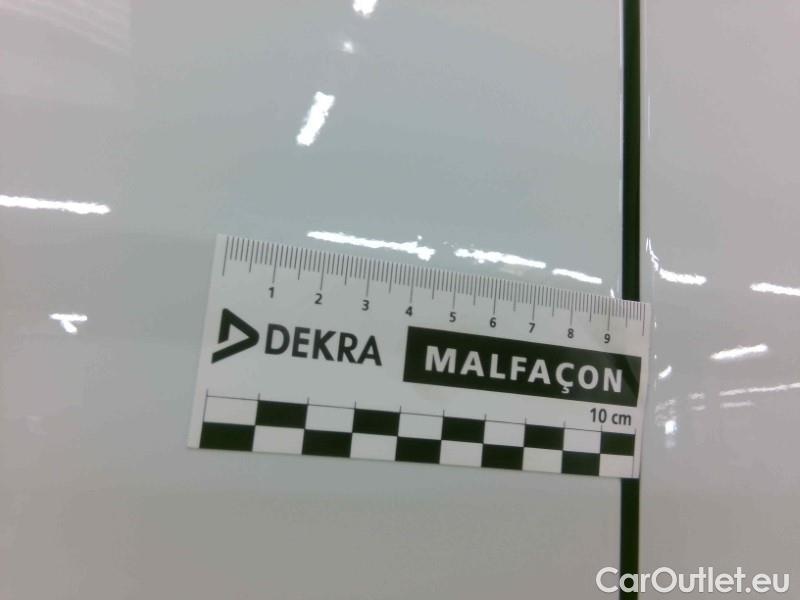 1 2 3 4 5 6 7 8 9
DEKRA MALFAÇON
10 cm
CarOutlet.eu